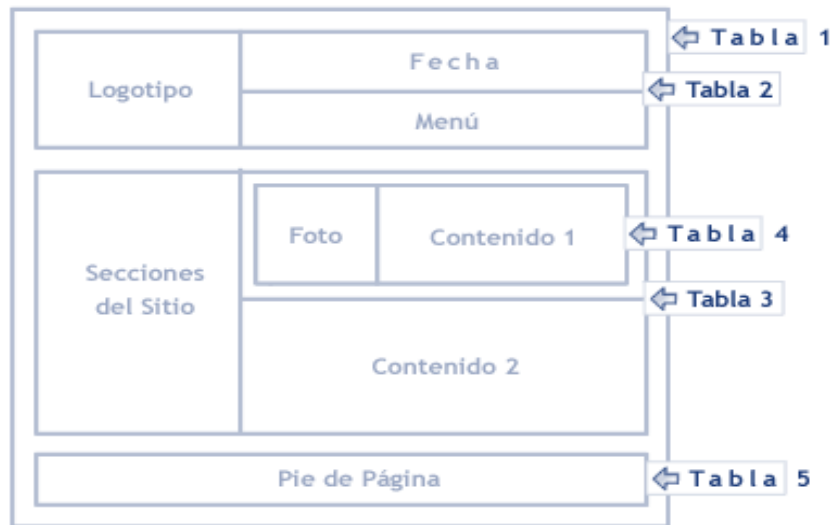 Tabla 1
Logotipo
Fecha
Tabla 2
Menú
Foto
Contenido 1
Tabla 4
Secciones
del Sitio
Tabla 3
Contenido 2
Pie de Página
Tabla 5